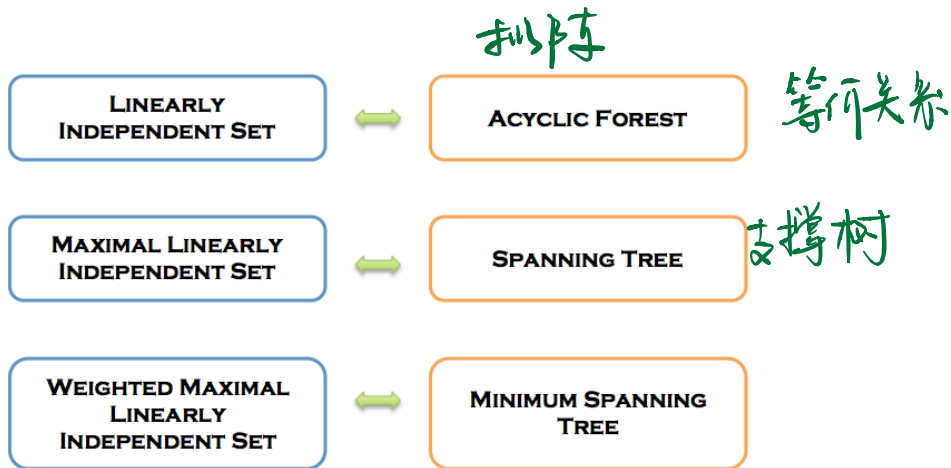 拟阵
LINEARLY
INDEPENDENT SET
ACYCLIC FOREST
等价关系
MAXIMAL LINEARLY
INDEPENDENT SET
SPANNING TREE
支撑树
WEIGHTED MAXIMAL
LINEARLY
INDEPENDENT SET
MINIMUM SPANNING
TREE